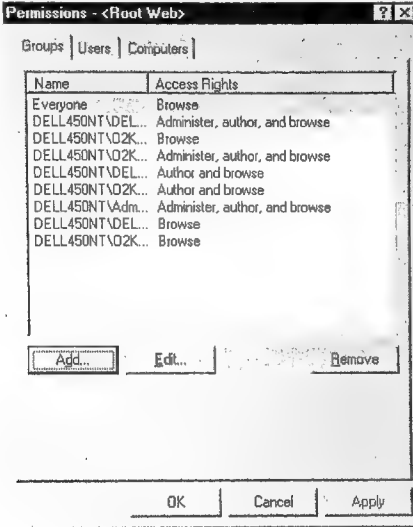 Permissions - <Root Web>
Groups Users Computers
Name Access Rights
Everyone Browse
DELL450NT\DEL... Administer, author, and browse
DELL450NT\O2K... Browse
DELL450NT\O2K... Administer, author, and browse
DELL450NT\DEL... Author and browse
DELL450NT\O2K... Author and browse
DELL450NT\Adm... Administer, author, and browse
DELL450NT\DEL... Browse
DELL450NT\O2K... Browse
Add... Edit... Remove
OK Cancel Apply